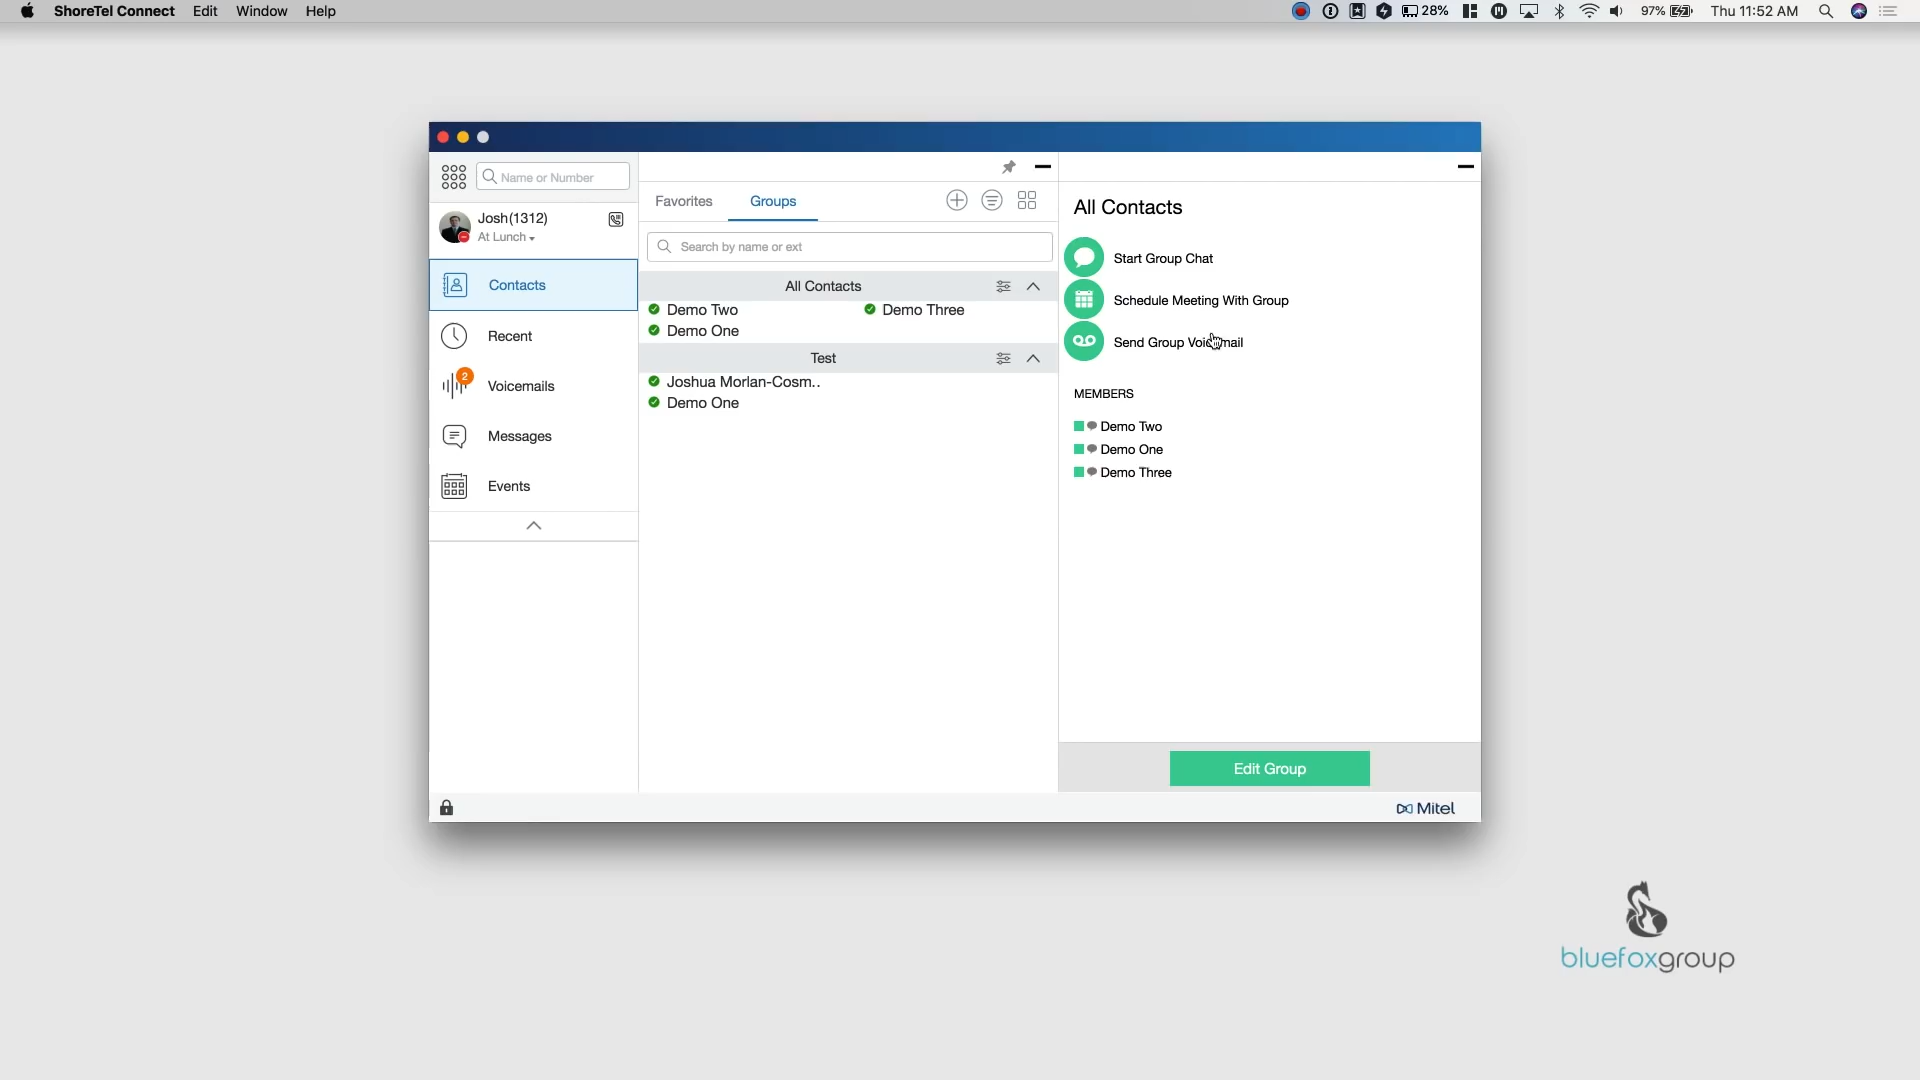 ShoreTel Connect Edit Window Help
28% 97% Thu 11:52 AM
Name or Number
Josh(1312)
At Lunch
Contacts
Recent
2
Voicemails
Messages
Events
Favorites Groups
Search by name or ext
All Contacts
Demo Two Demo Three
Demo One
Test
Joshua Morlan-Cosm..
Demo One
All Contacts
Start Group Chat
Schedule Meeting With Group
Send Group Voicemail
MEMBERS
Demo Two
Demo One
Demo Three
Edit Group
Mitel
bluefoxgroup